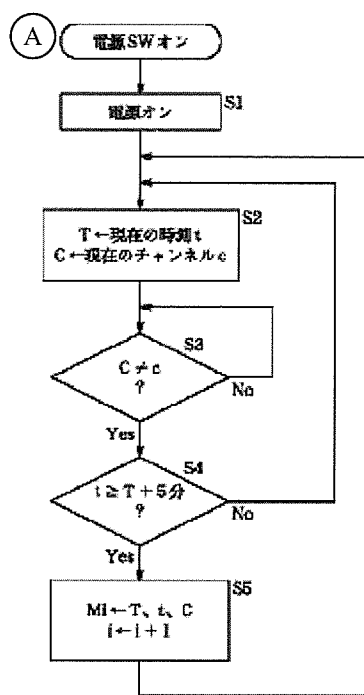 A
電源SWオン
電源オン
S1
S2
T←現在の時刻t
C←現在のチャンネルc
S3
C≠c
?
No
Yes
S4
t≧T+5分
?
No
Yes
S5
Mi←T、t、C
i←i+1